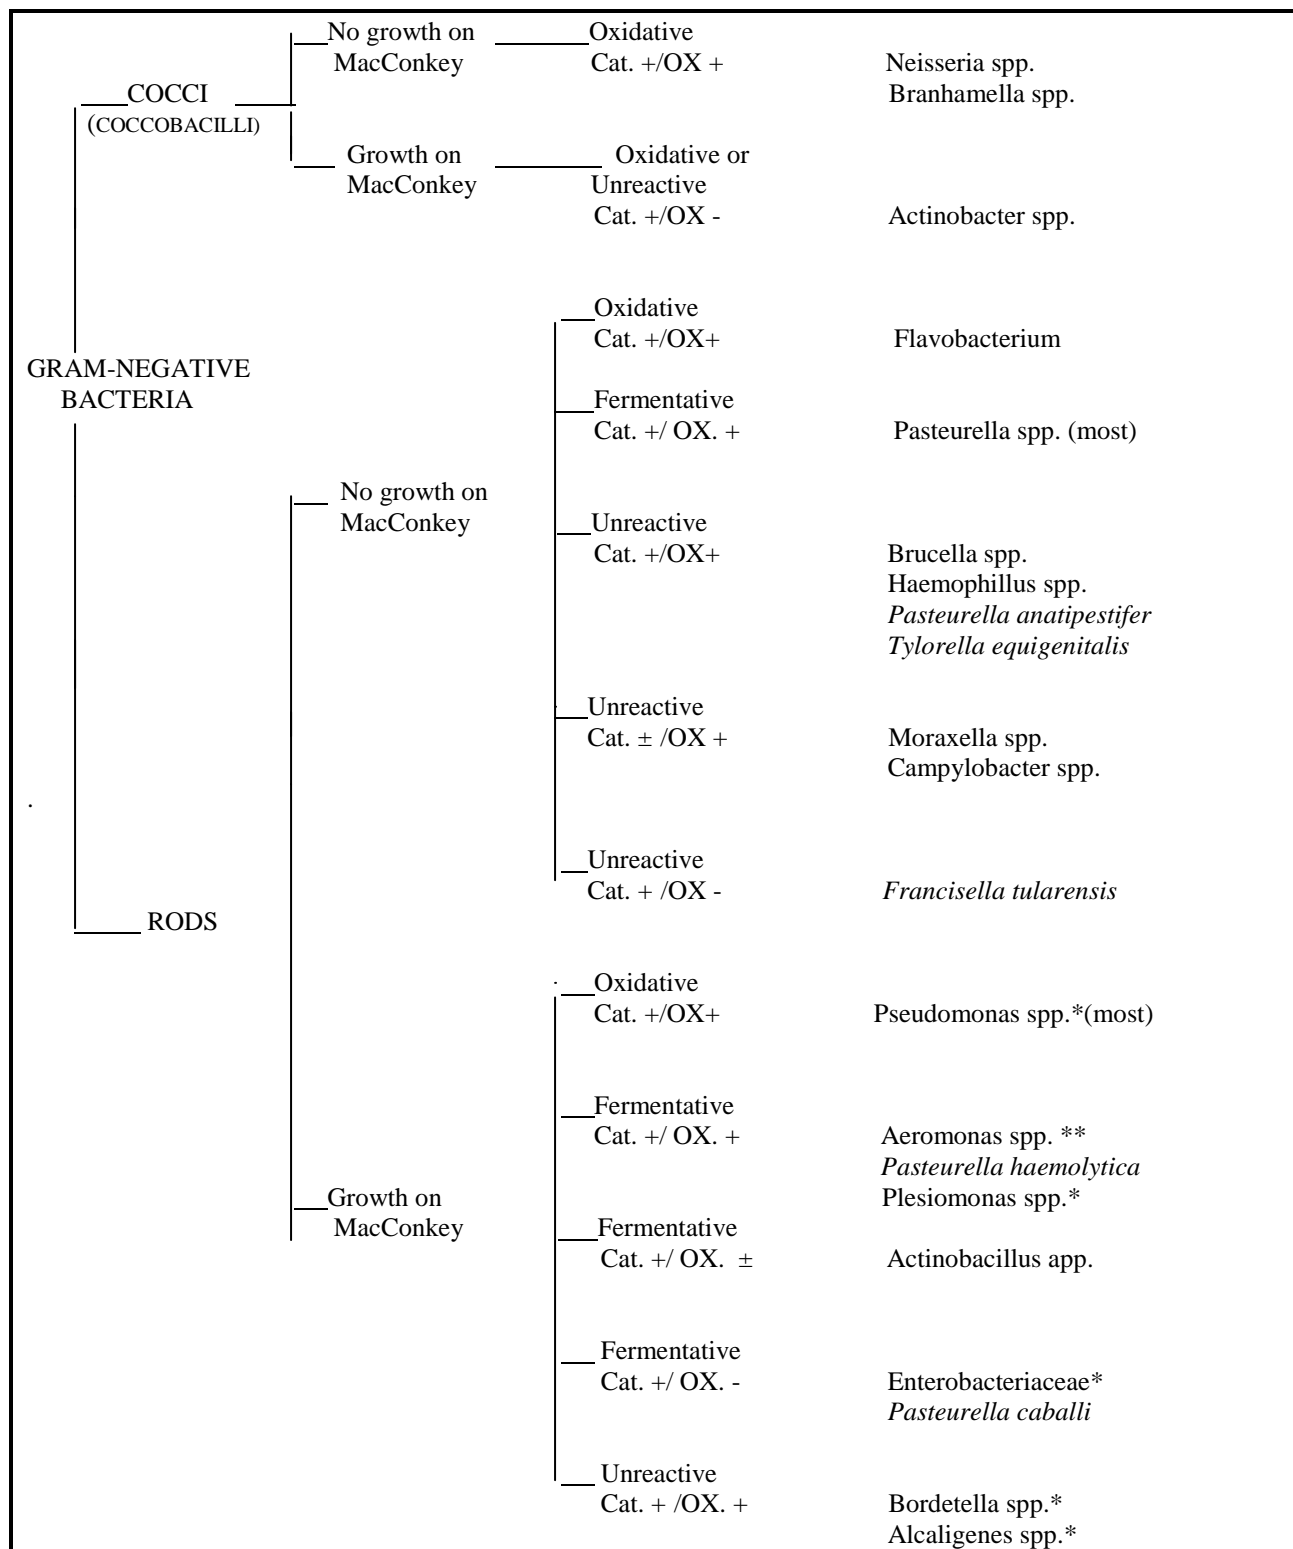 No growth on Oxidative
MacConkey Cat. +/OX + Neisseria spp.
COCCI Branhamella spp.
(COCCOBACILLI)
Growth on Oxidative or
MacConkey Unreactive
Cat. +/OX - Actinobacter spp.
Oxidative
Cat. +/OX+ Flavobacterium
GRAM-NEGATIVE
BACTERIA Fermentative
Cat. +/ OX. + Pasteurella spp. (most)
No growth on
MacConkey Unreactive
Cat. +/OX+ Brucella spp.
Haemophillus spp.
Pasteurella anatipestifer
Tylorella equigenitalis
Unreactive
Cat. ± /OX + Moraxella spp.
Campylobacter spp.
.
Unreactive
Cat. + /OX - Francisella tularensis
RODS
Oxidative
Cat. +/OX+ Pseudomonas spp.*(most)
Fermentative
Cat. +/ OX. + Aeromonas spp. **
Pasteurella haemolytica
Growth on Plesiomonas spp.*
MacConkey Fermentative
Cat. +/ OX. ± Actinobacillus app.
Fermentative
Cat. +/ OX. - Enterobacteriaceae*
Pasteurella caballi
Unreactive
Cat. + /OX. + Bordetella spp.*
Alcaligenes spp.*